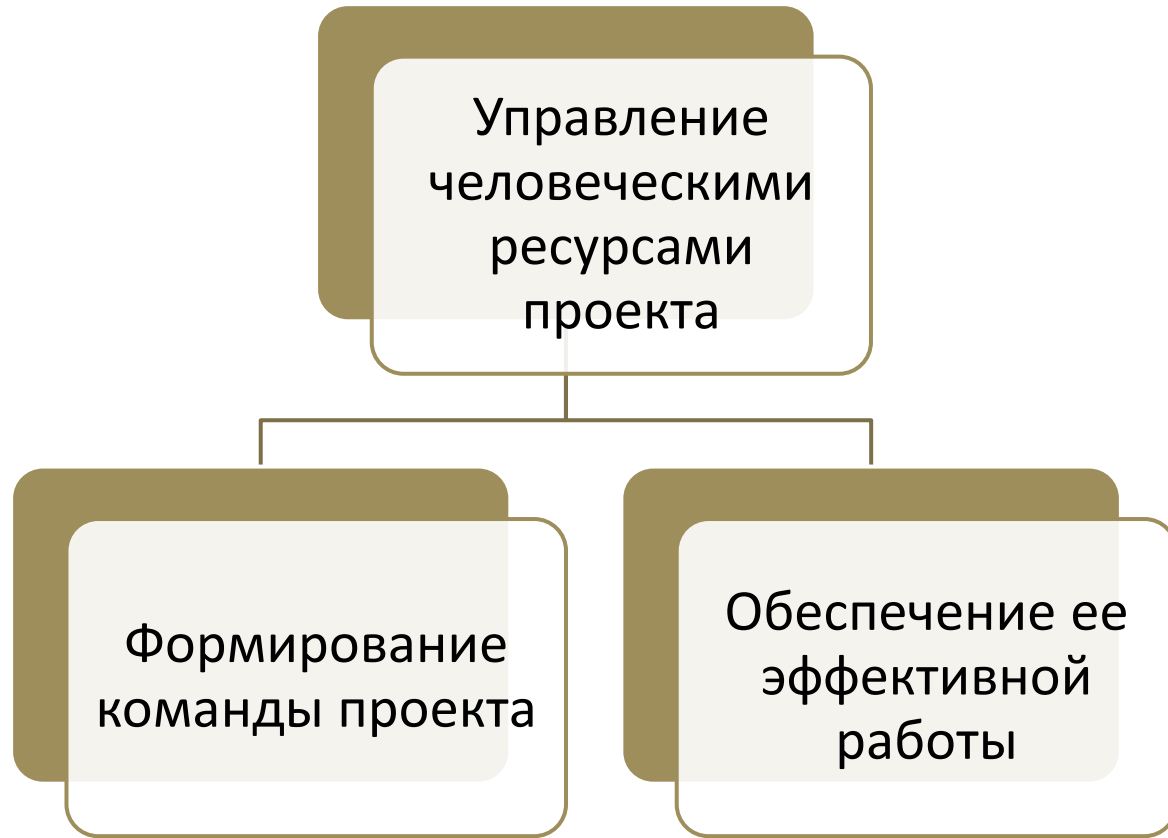 Управление
человеческими
ресурсами
проекта
Формирование
команды проекта
Обеспечение ее
эффективной
работы